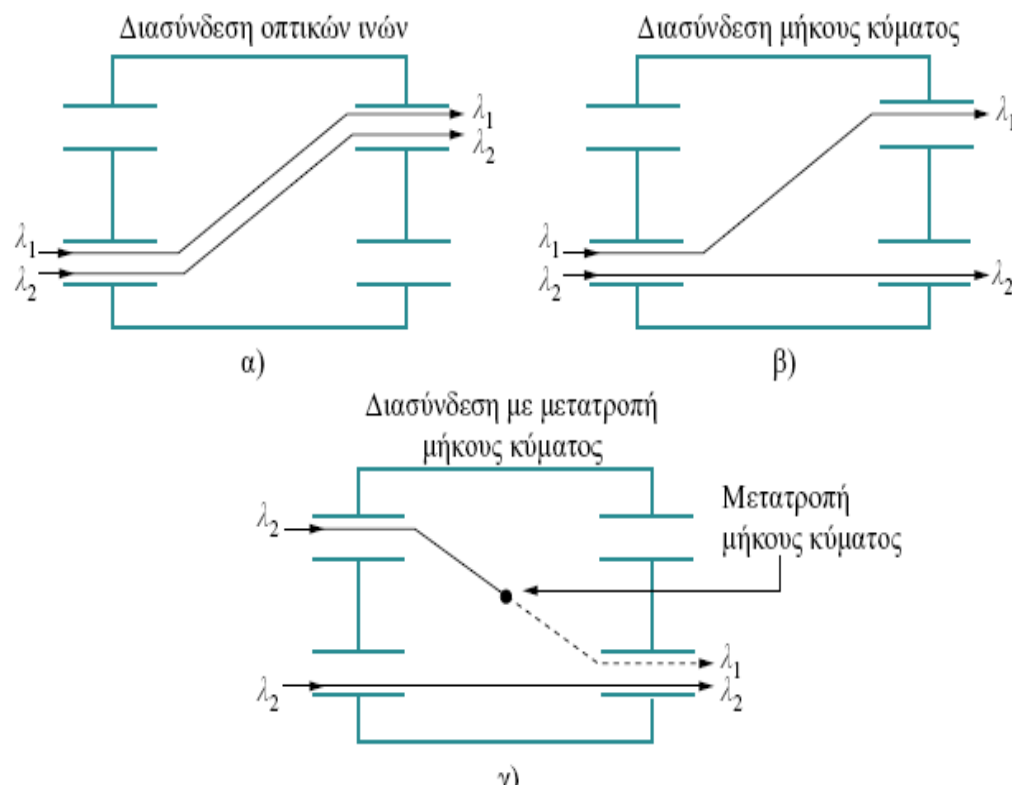 Διασύνδεση οπτικών ινών
λ1
λ2
λ1
λ2
α)
Διασύνδεση μήκους κύματος
λ1
λ1
λ2
λ2
β)
Διασύνδεση με μετατροπή
μήκους κύματος
Μετατροπή
μήκους κύματος
λ2
λ1
λ2
λ2
γ)